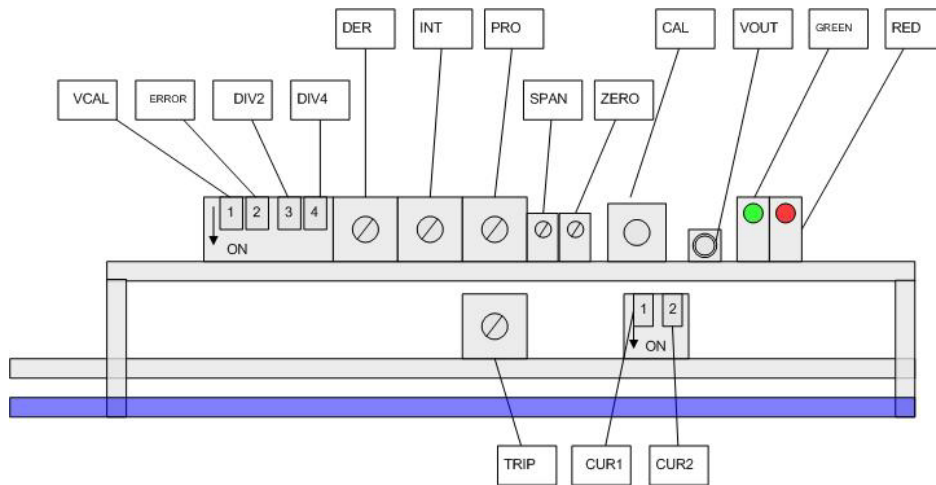 DER
INT
PRO
CAL
VOUT
GREEN
RED
VCAL
ERROR
DIV2
DIV4
SPAN
ZERO
1 2 3 4
ON
1 2
ON
TRIP
CUR1
CUR2